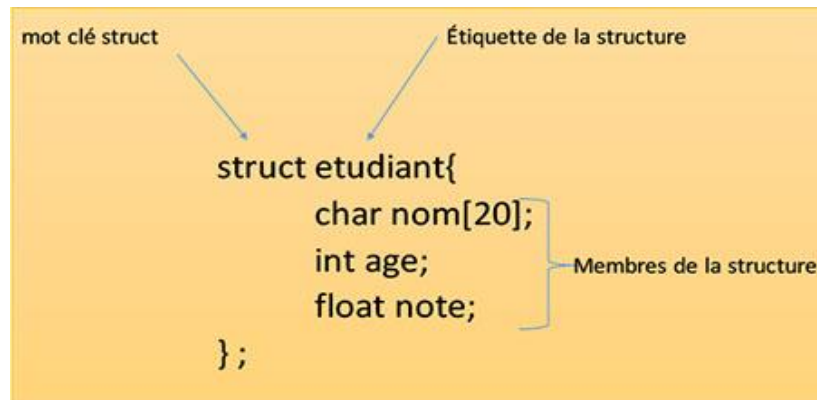 mot clé struct
Étiquette de la structure
struct etudiant{
char nom[20];
int age;
Membres de la structure
float note;
} ;